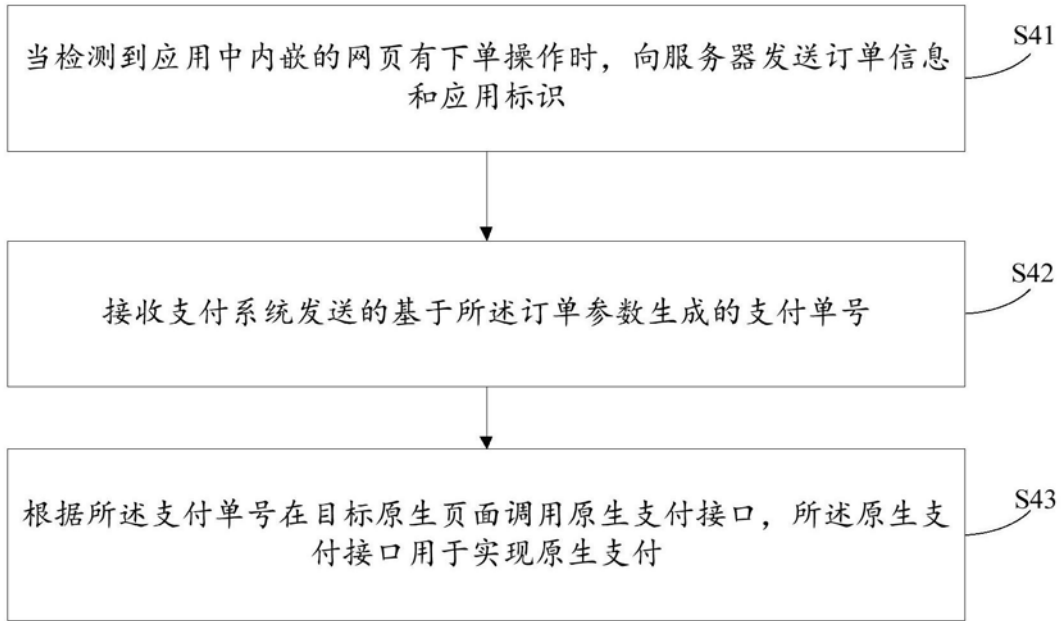 当检测到应用中内嵌的网页有下单操作时，向服务器发送订单信息
和应用标识
S41
接收支付系统发送的基于所述订单参数生成的支付单号
S42
根据所述支付单号在目标原生页面调用原生支付接口，所述原生支
付接口用于实现原生支付
S43